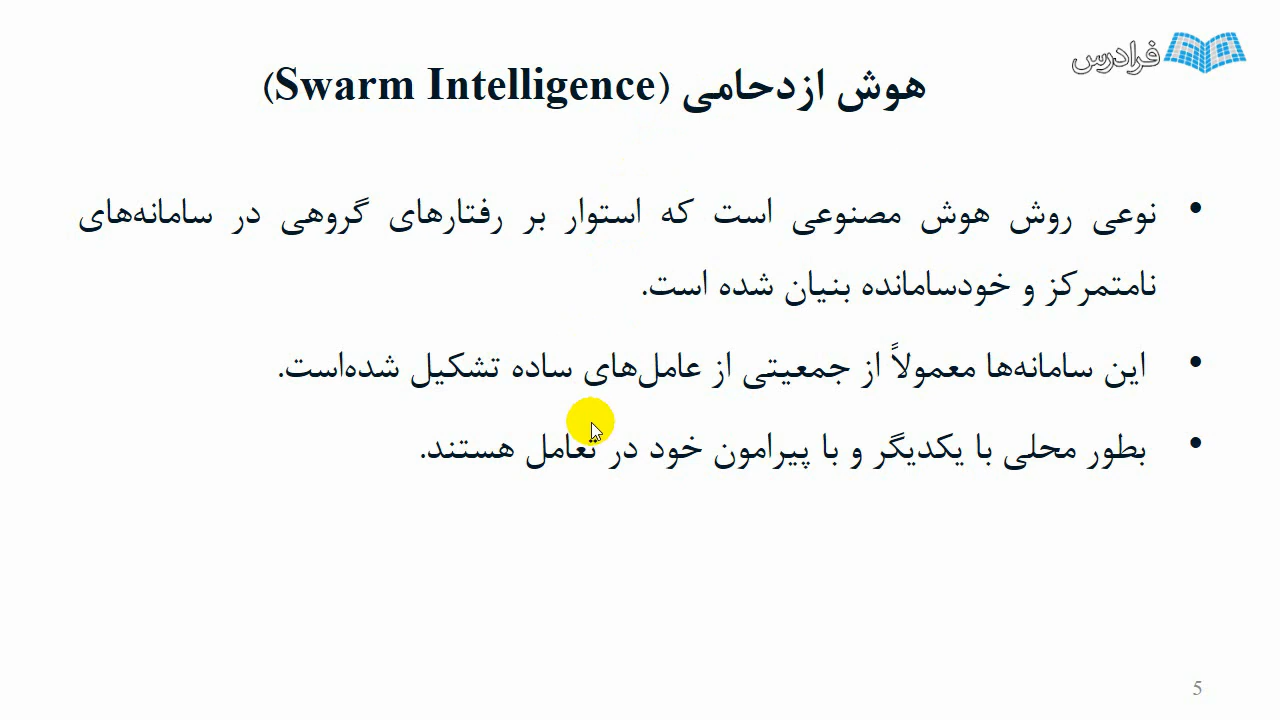 فرادرس
هوش ازدحامی (Swarm Intelligence)
• نوعی روش هوش مصنوعی است که استوار بر رفتارهای گروهی در سامانه‌های
نامتمرکز و خودسامانده بنیان شده است.
• این سامانه‌ها معمولاً از جمعیتی از عامل‌های ساده تشکیل شده‌است.
• بطور محلی با یکدیگر و با پیرامون خود در تعامل هستند.
5